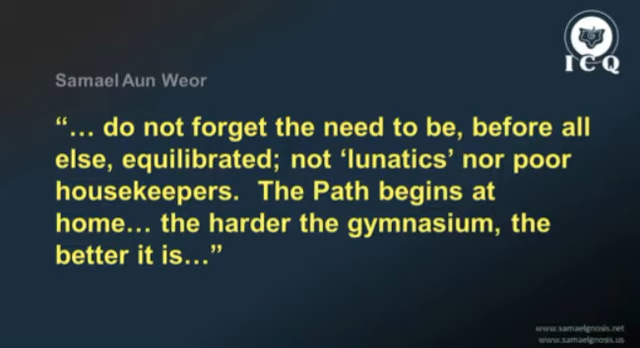 ICQ
Samael Aun Weor
“... do not forget the need to be, before all
else, equilibrated; not ‘lunatics’ nor poor
housekeepers.  The Path begins at
home... the harder the gymnasium, the
better it is...”
www.samaelgnosis.net
www.samaelgnosis.us